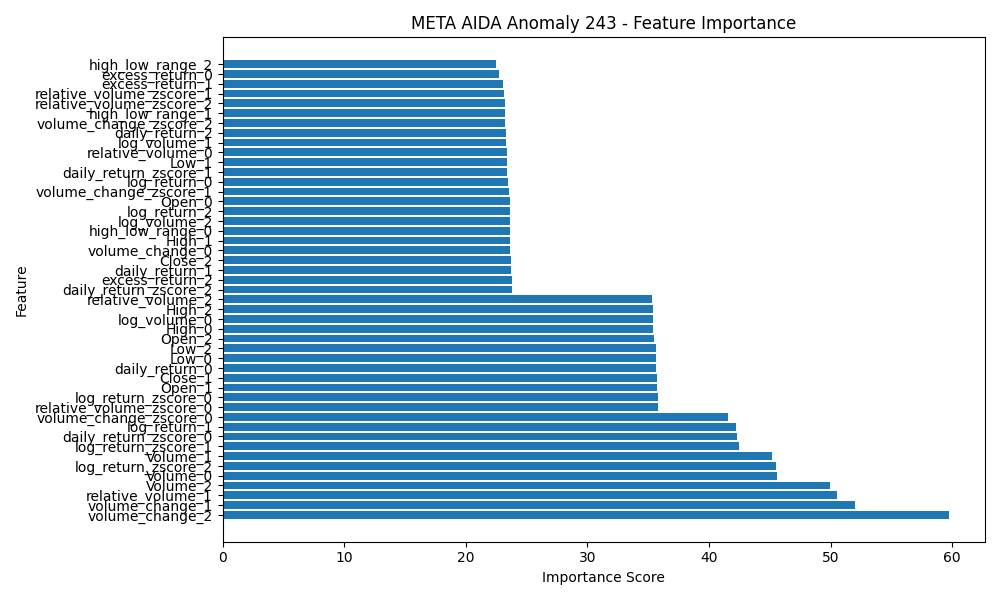 META AIDA Anomaly 243 - Feature Importance
high_low_range_2
excess_return_0
excess_return_1
relative_volume_zscore_1
relative_volume_zscore_2
high_low_range_1
volume_change_zscore_2
daily_return_2
log_volume_1
relative_volume_0
Low_1
daily_return_zscore_1
log_return_0
volume_change_zscore_1
Open_0
log_return_2
log_volume_2
high_low_range_0
High_1
volume_change_0
Close_2
daily_return_1
excess_return_2
daily_return_zscore_2
relative_volume_2
High_2
log_volume_0
High_0
Open_2
Low_2
Low_0
daily_return_0
Close_1
Open_1
log_return_zscore_0
relative_volume_zscore_0
volume_change_zscore_0
log_return_1
daily_return_zscore_0
log_return_zscore_1
Volume_1
log_return_zscore_2
Volume_0
Volume_2
relative_volume_1
volume_change_1
volume_change_2
Feature
0 10 20 30 40 50 60
Importance Score